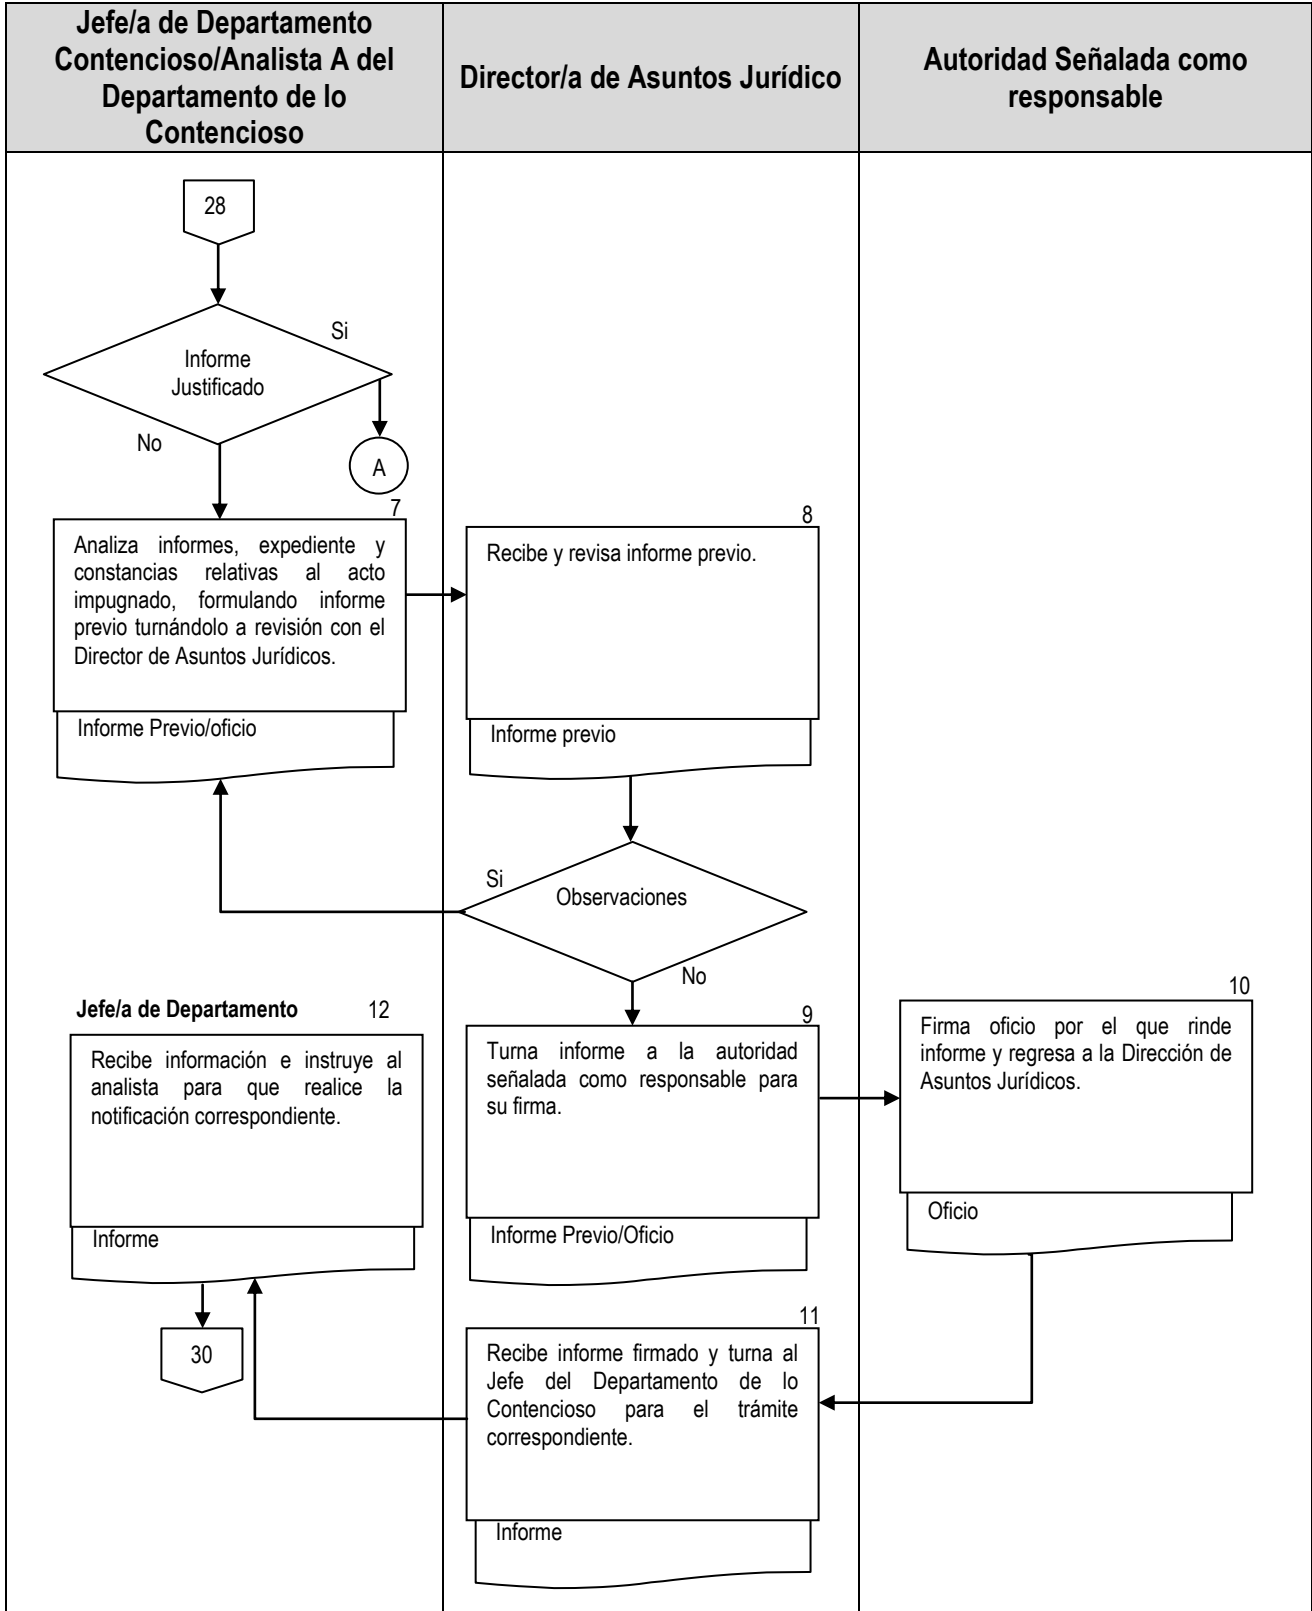 Jefe/a de Departamento
Contencioso/Analista A del
Departamento de lo
Contencioso
Director/a de Asuntos Jurídico
Autoridad Señalada como
responsable
28
Si
Informe
Justificado
No
A
7
Analiza informes, expediente y
constancias relativas al acto
impugnado, formulando informe
previo turnándolo a revisión con el
Director de Asuntos Jurídicos.
Informe Previo/oficio
8
Recibe y revisa informe previo.
Informe previo
Si
Observaciones
No
9
Turna informe a la autoridad
señalada como responsable para
su firma.
Informe Previo/Oficio
10
Firma oficio por el que rinde
informe y regresa a la Dirección de
Asuntos Jurídicos.
Oficio
11
Recibe informe firmado y turna al
Jefe del Departamento de lo
Contencioso para el trámite
correspondiente.
Informe
Jefe/a de Departamento 12
Recibe información e instruye al
analista para que realice la
notificación correspondiente.
Informe
30